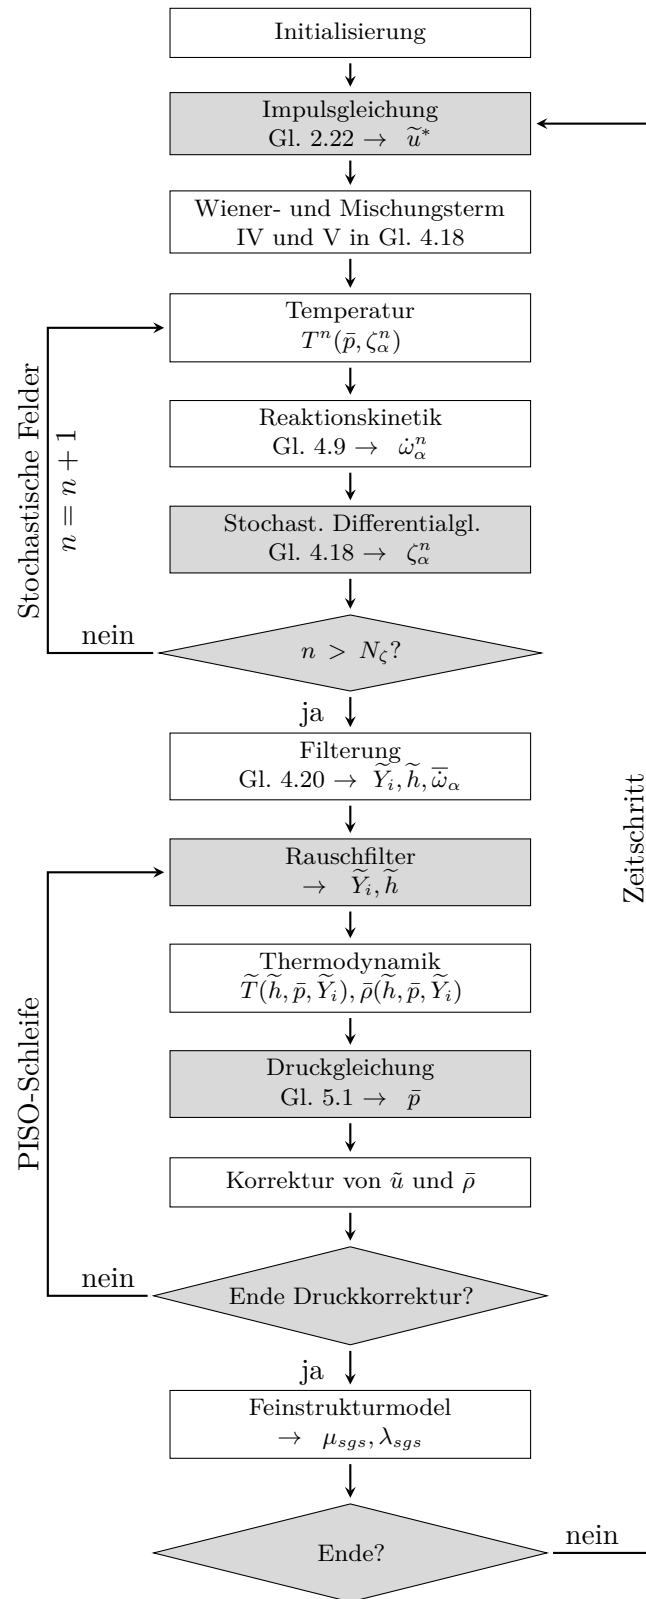 Initialisierung
Impulsgleichung
Gl. 2.22 → ũ*
Wiener- und Mischungsterm
IV und V in Gl. 4.18
Temperatur
Tⁿ(p̄, ζₐⁿ)
Reaktionskinetik
Gl. 4.9 → ω̇_α^n
Stochast. Differentialgl.
Gl. 4.18 → ζ_α^n
n > N_ζ?
nein
Stochastische Felder
n = n + 1
ja
Filterung
Gl. 4.20 → Ỹ_i, h̃, ω̇̄_α
Rauschfilter
→ Ỹ_i, h̃
Thermodynamik
T̃(h̃, p̄, Ỹ_i), ρ̄(h̃, p̄, Ỹ_i)
Druckgleichung
Gl. 5.1 → p̄
Korrektur von ũ und ρ̄
Ende Druckkorrektur?
nein
PISO-Schleife
ja
Feinstrukturmodel
→ μ_sgs, λ_sgs
Ende?
nein
Zeitschritt